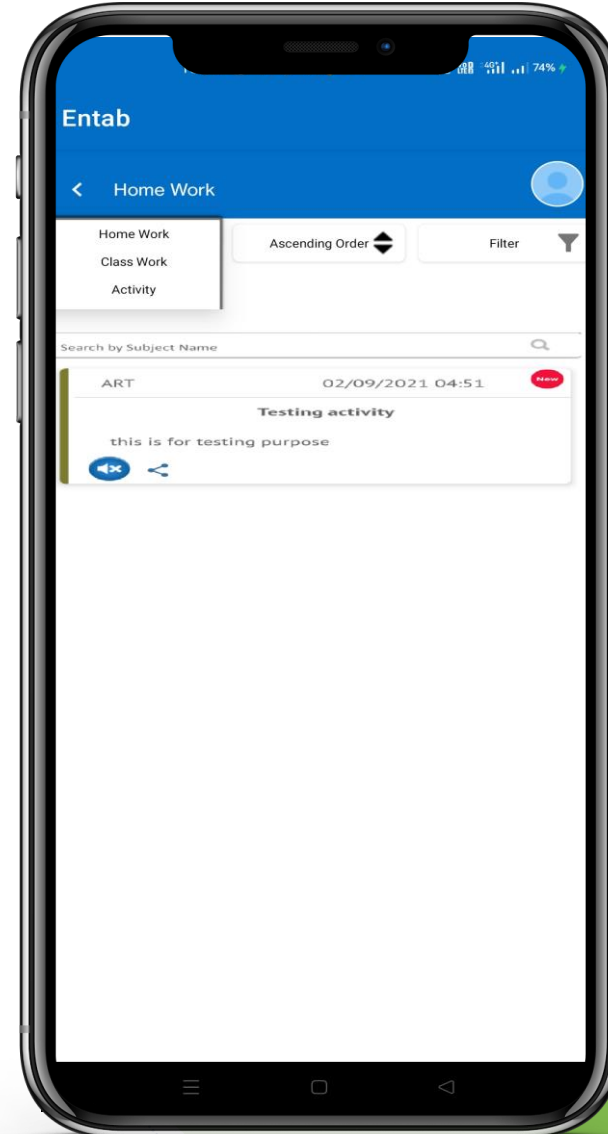 74%
Entab
Home Work
Home Work
Class Work
Activity
Ascending Order
Filter
Search by Subject Name
ART 02/09/2021 04:51 New
Testing activity
this is for testing purpose